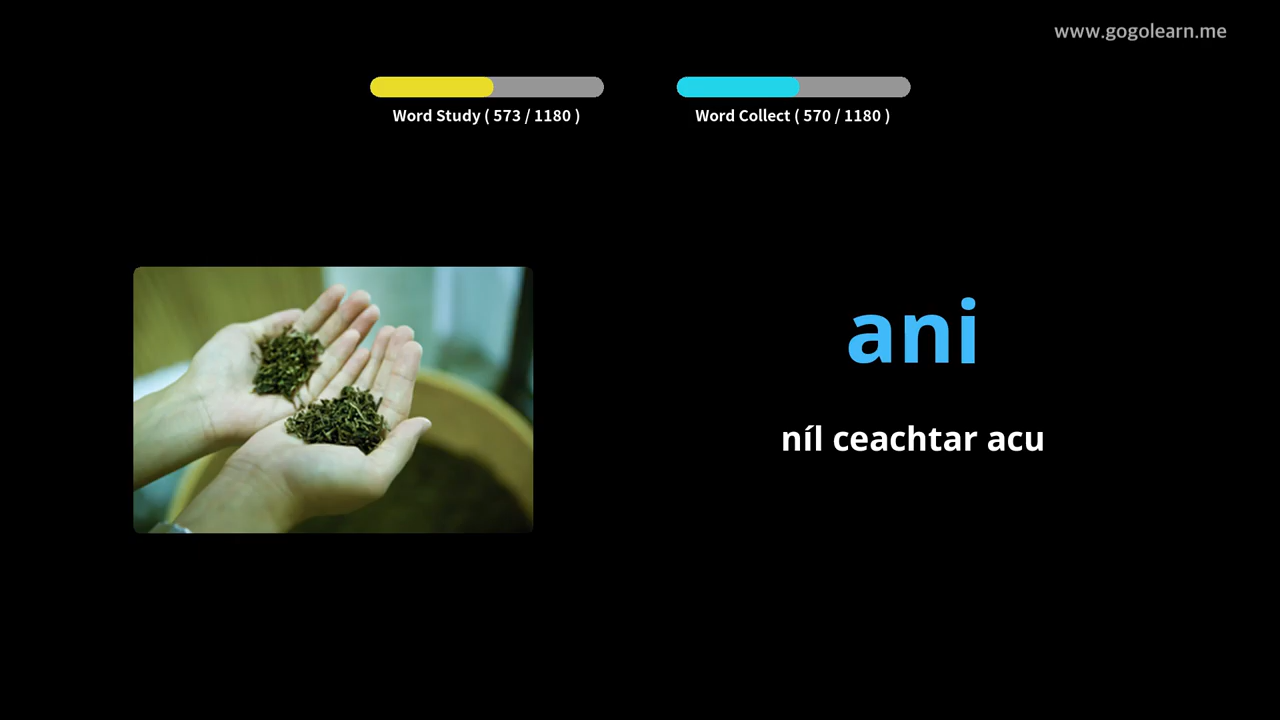 www.gogolearn.me
Word Study ( 573 / 1180 )
Word Collect ( 570 / 1180 )
ani
níl ceachtar acu